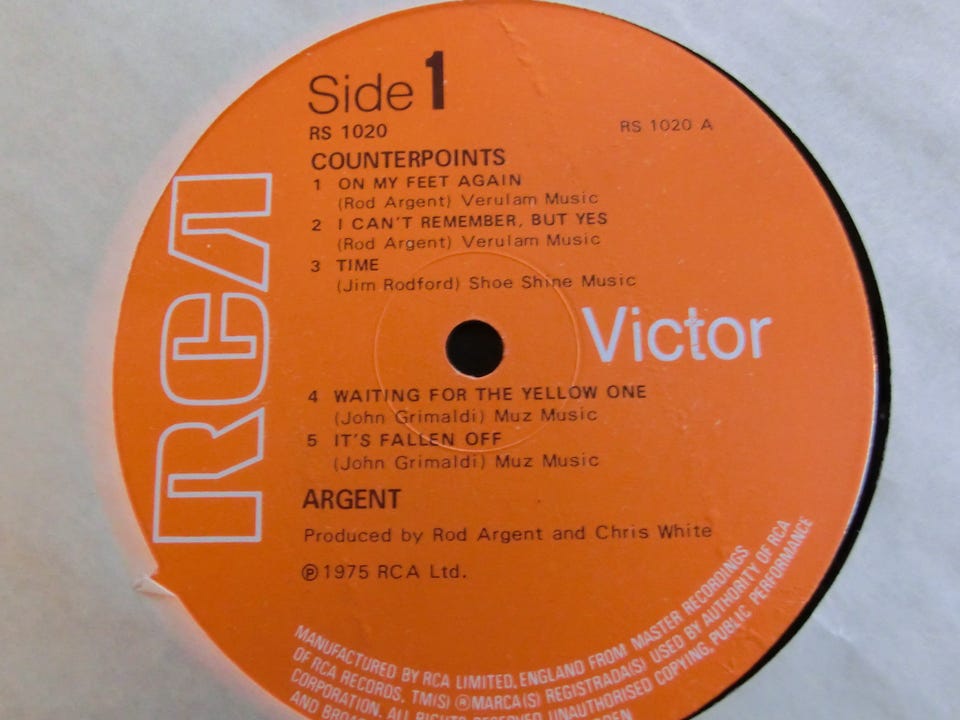 Side 1
RS 1020
RS 1020 A
COUNTERPOINTS
1 ON MY FEET AGAIN
(Rod Argent) Verulam Music
2 I CAN'T REMEMBER, BUT YES
(Rod Argent) Verulam Music
3 TIME
(Jim Rodford) Shoe Shine Music
RCA
Victor
4 WAITING FOR THE YELLOW ONE
(John Grimaldi) Muz Music
5 IT'S FALLEN OFF
(John Grimaldi) Muz Music
ARGENT
Produced by Rod Argent and Chris White
℗ 1975 RCA Ltd.
MANUFACTURED BY RCA LIMITED, ENGLAND FROM MASTER RECORDINGS
OF RCA RECORDS, TM(S) ® MARCA(S) REGISTRADA(S) USED BY AUTHORITY OF RCA
CORPORATION. ALL RIGHTS RESERVED UNAUTHORISED COPYING, PUBLIC PERFORMANCE
AND